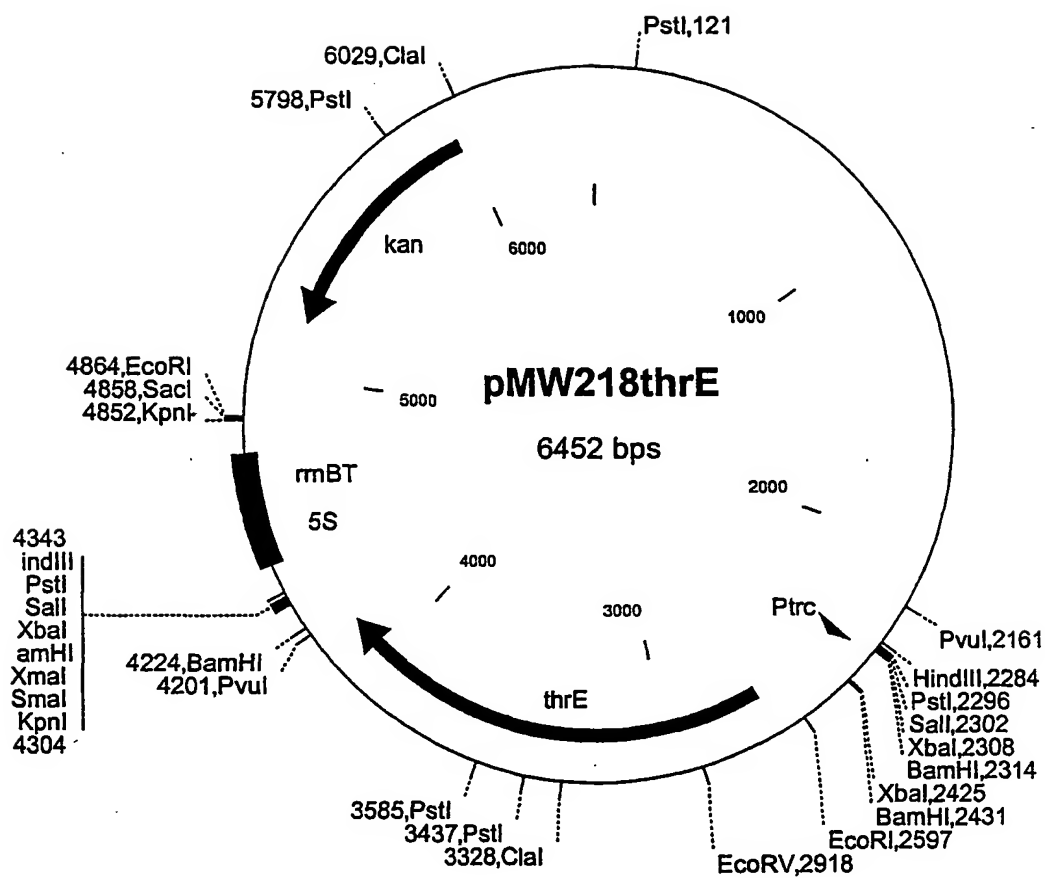 PstI,121
6029,ClaI
5798,PstI
kan
6000
1000
4864,EcoRI
4858,SacI
4852,KpnI
5000
pMW218thrE
6452 bps
rrnBT
5S
2000
4343
indIII
PstI
SalI
XbaI
amHI
XmaI
SmaI
KpnI
4304
4000
3000
Ptrc
PvuI,2161
4224,BamHI
4201,PvuI
HindIII,2284
PstI,2296
SalI,2302
XbaI,2308
BamHI,2314
thrE
XbaI,2425
BamHI,2431
3585,PstI
3437,PstI
3328,ClaI
EcoRI,2597
EcoRV,2918